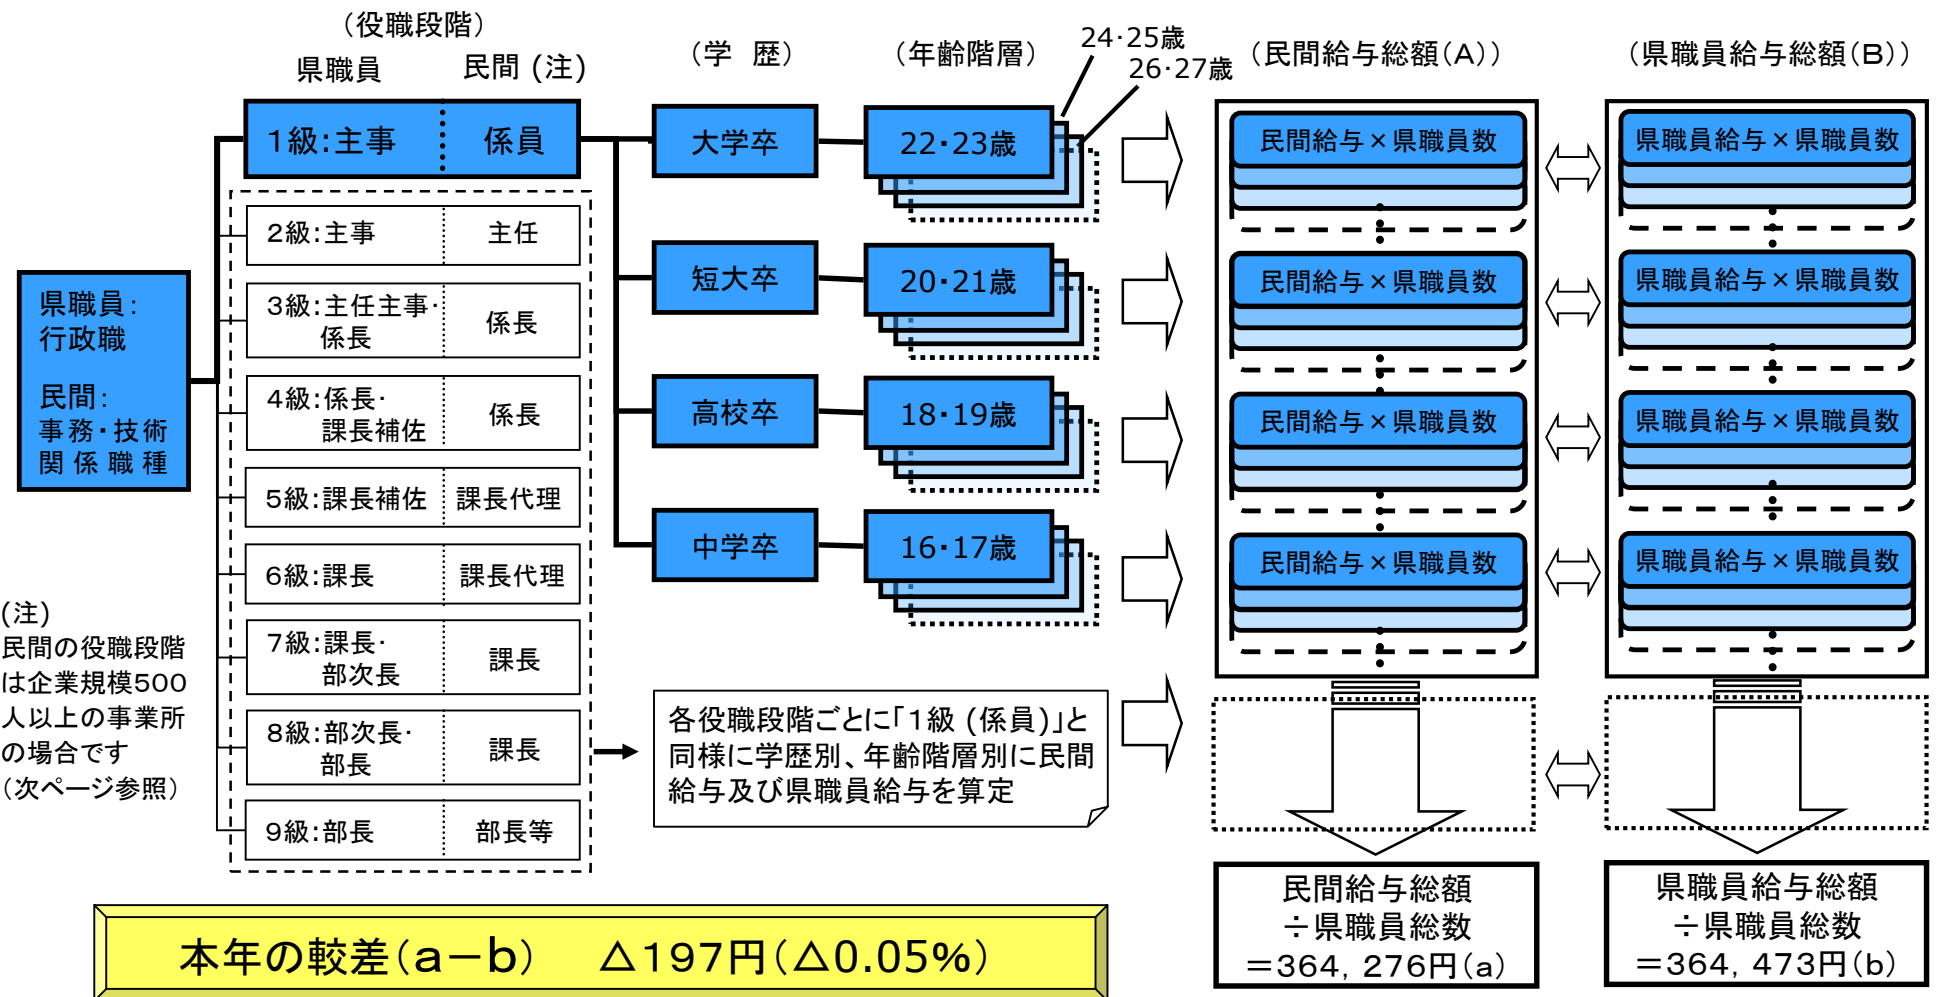 （役職段階）
県職員
民間 (注)
（学　歴）
（年齢階層）
24・25歳
26・27歳
（民間給与総額(A)）
（県職員給与総額(B)）
1級:主事
係員
2級:主事
主任
3級:主任主事・
係長
係長
4級:係長・
課長補佐
係長
5級:課長補佐
課長代理
6級:課長
課長代理
7級:課長・
部次長
課長
8級:部次長・
部長
課長
9級:部長
部長等
県職員:
行政職
民間:
事務・技術
関係職種
(注)
民間の役職段階
は企業規模500
人以上の事業所
の場合です
（次ページ参照）
大学卒
22・23歳
短大卒
20・21歳
高校卒
18・19歳
中学卒
16・17歳
各役職段階ごとに「1級 (係員)」と
同様に学歴別、年齢階層別に民間
給与及び県職員給与を算定
民間給与×県職員数
民間給与×県職員数
民間給与×県職員数
民間給与×県職員数
県職員給与×県職員数
県職員給与×県職員数
県職員給与×県職員数
県職員給与×県職員数
民間給与総額
÷県職員総数
＝364, 276円(a)
県職員給与総額
÷県職員総数
＝364, 473円(b)
本年の較差(a－b)　△197円(△0.05%)